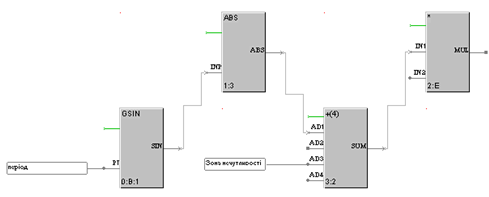 ABS
INP
ABS
1:3
*
IN1
MUL
IN2
2:E
GSIN
SIN
PT
0:B:1
період
+(4)
AD1
AD2
SUM
AD3
AD4
3:2
Зона нечутливості